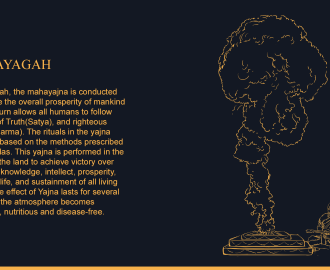 AYAGAH
ah, the mahayajna is conducted
e the overall prosperity of mankind
urn allows all humans to follow
of Truth(Satya), and righteous
arma). The rituals in the yajna
based on the methods prescribed
las. This yajna is performed in the
the land to achieve victory over
knowledge, intellect, prosperity,
life, and sustainment of all living
e effect of Yajna lasts for several
the atmosphere becomes
, nutritious and disease-free.